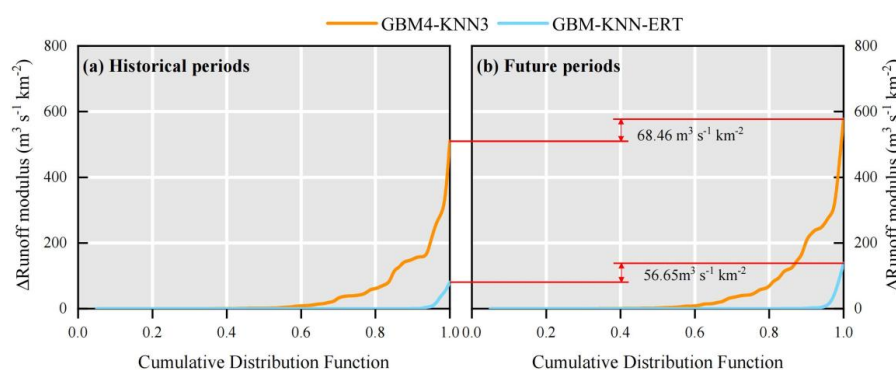 GBM4-KNN3 GBM-KNN-ERT
800 (a) Historical periods (b) Future periods 800
ΔRunoff modulus (m³ s⁻¹ km⁻²)
600 600
68.46 m³ s⁻¹ km⁻²
400 400
200 200
56.65m³ s⁻¹ km⁻²
0 0
0.0 0.2 0.4 0.6 0.8 1.0 0.2 0.4 0.6 0.8 1.0
Cumulative Distribution Function Cumulative Distribution Function
ΔRunoff modulus (m³ s⁻¹ km⁻²)